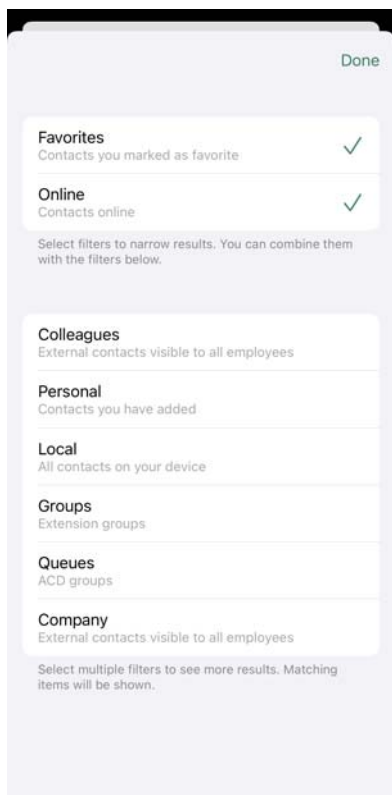 Done
Favorites
Contacts you marked as favorite
Online
Contacts online
Select filters to narrow results. You can combine them
with the filters below.
Colleagues
External contacts visible to all employees
Personal
Contacts you have added
Local
All contacts on your device
Groups
Extension groups
Queues
ACD groups
Company
External contacts visible to all employees
Select multiple filters to see more results. Matching
items will be shown.